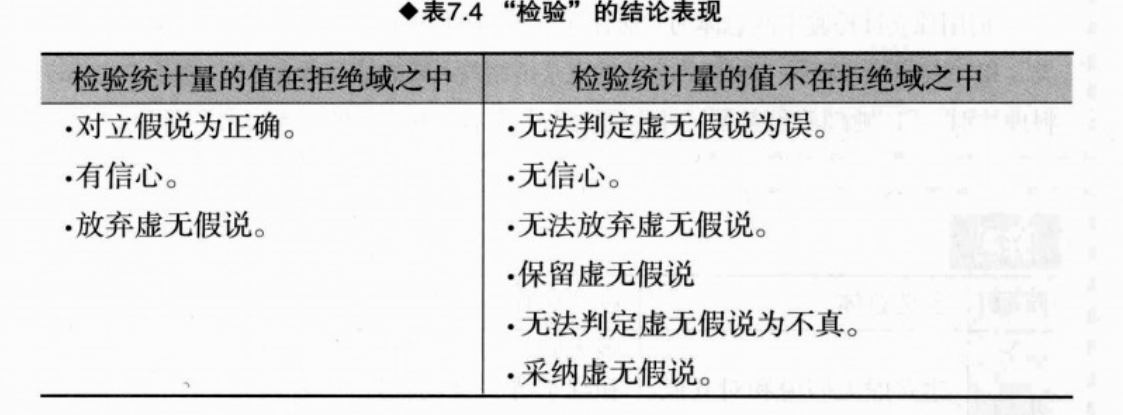 ◆表7.4 “检验”的结论表现
检验统计量的值在拒绝域之中 检验统计量的值不在拒绝域之中
·对立假说为正确。 ·无法判定虚无假说为误。
·有信心。 ·无信心。
·放弃虚无假说。 ·无法放弃虚无假说。
·保留虚无假说
·无法判定虚无假说为不真。
·采纳虚无假说。